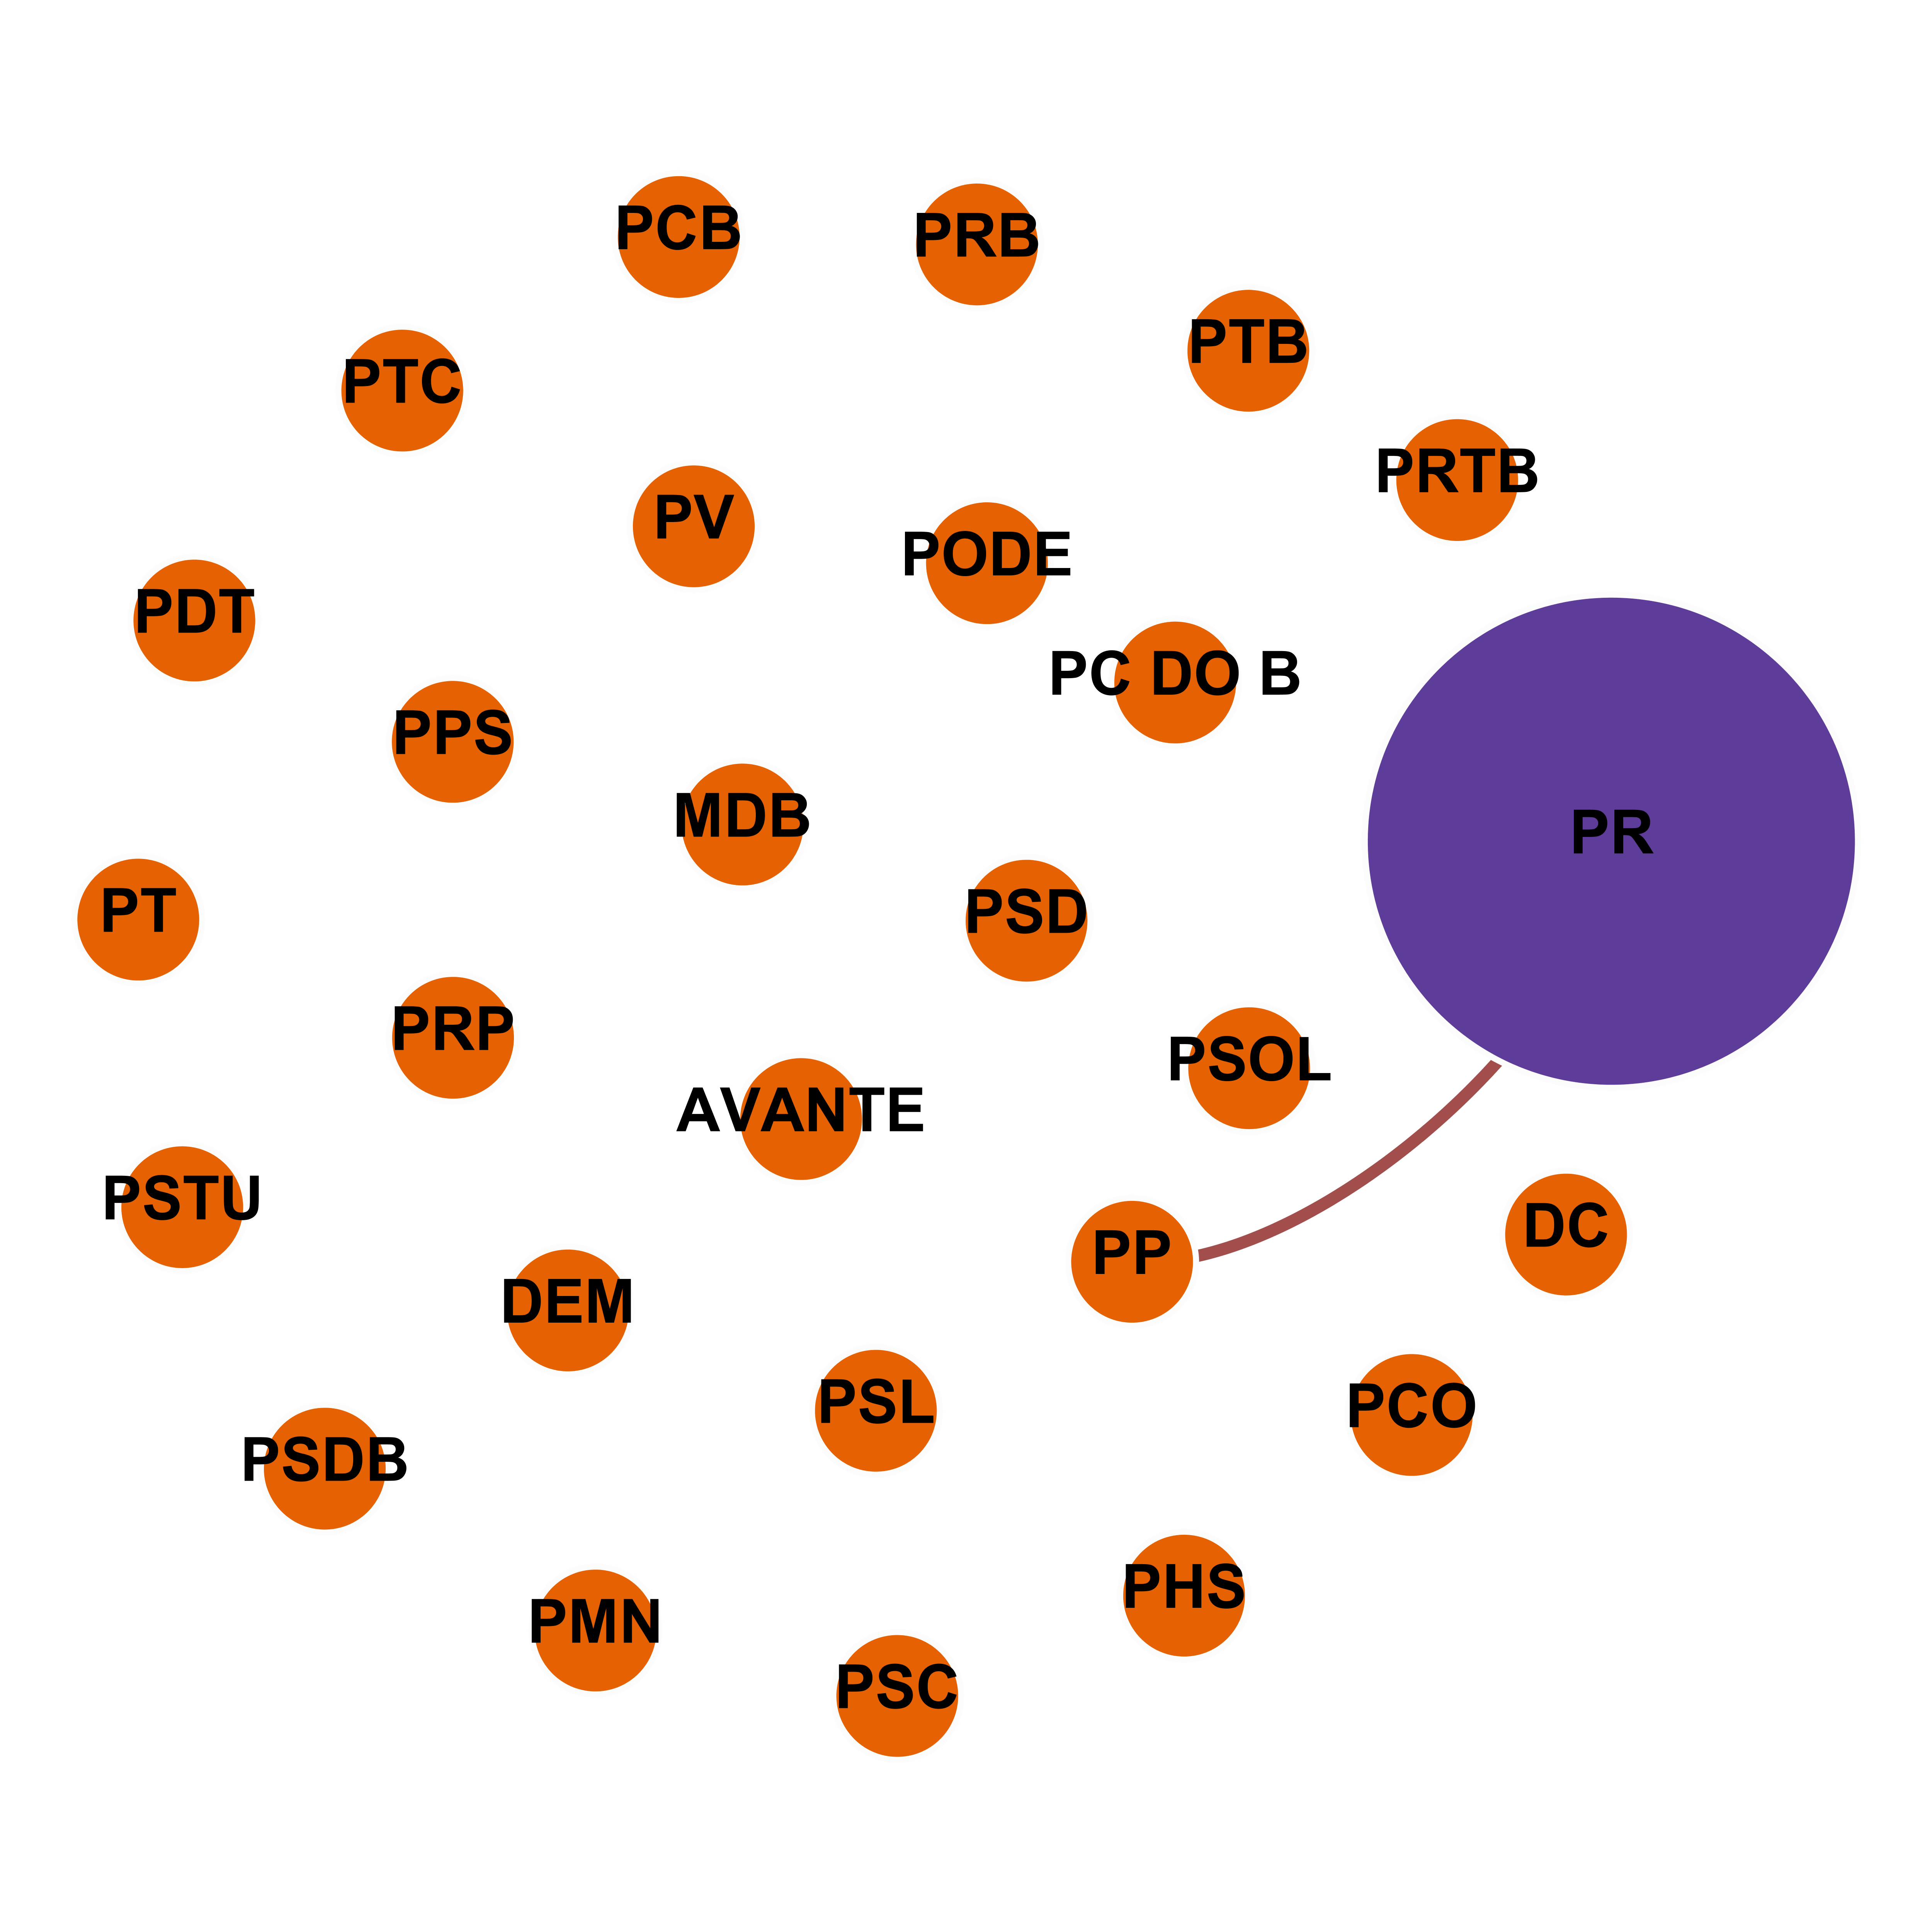 PCB
PRB
PTB
PTC
PRTB
PV
PODE
PDT
PC DO B
PPS
MDB
PR
PT
PSD
PRP
PSOL
AVANTE
PSTU
DC
PP
DEM
PSL
PCO
PSDB
PHS
PMN
PSC